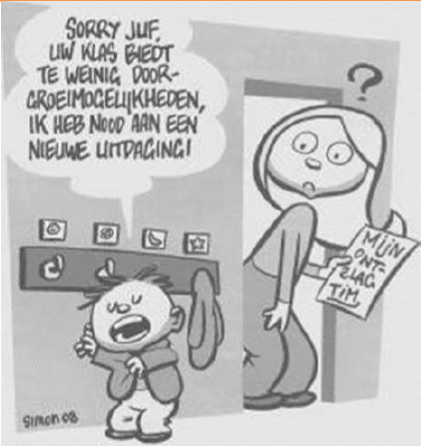 SORRY JUF,
UW KLAS BIEDT
TE WEINIG DOOR-
GROEIMOGELIJKHEDEN,
IK HEB NOOD AAN EEN
NIEUWE UITDAGING!
?
MIJN
ONT-
SLAG
TIM
SIMON 08